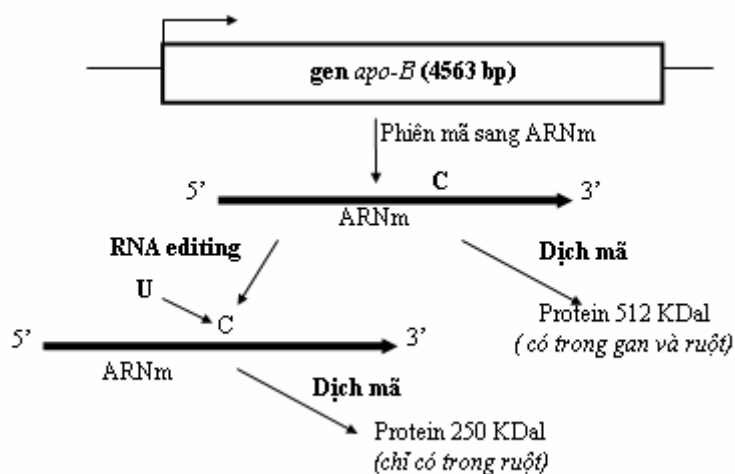 gen apo-B (4563 bp)
Phiên mã sang ARNm
5’ C 3’
ARNm
RNA editing
Dịch mã
U
C
Protein 512 KDal
( có trong gan và ruột)
5’ 3’
ARNm
Dịch mã
Protein 250 KDal
(chỉ có trong ruột)